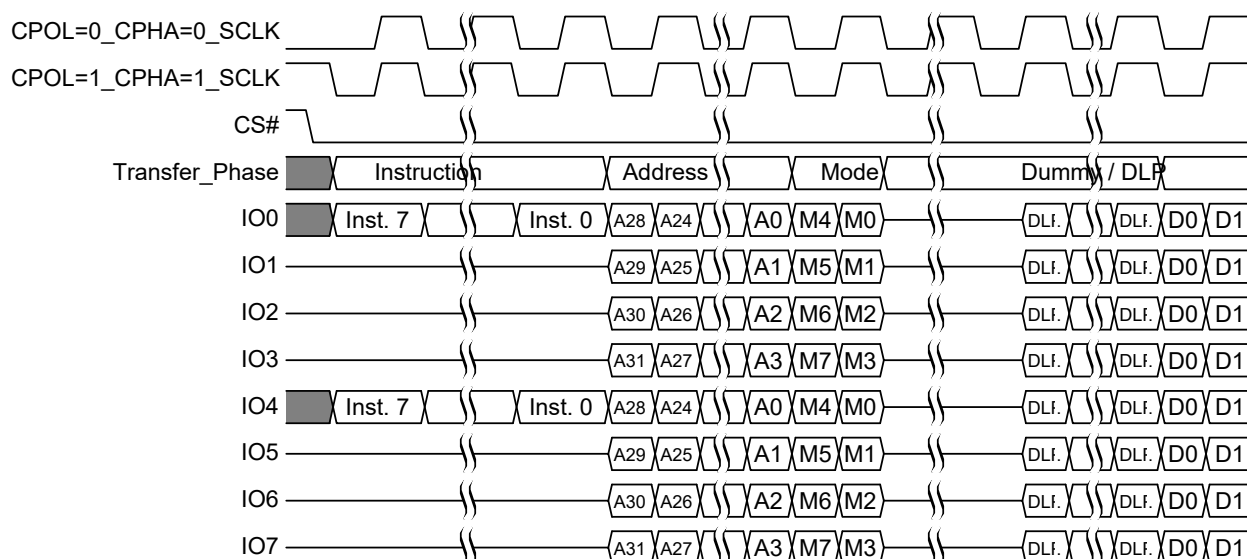 CPOL=0_CPHA=0_SCLK
CPOL=1_CPHA=1_SCLK
CS#
Transfer_Phase Instruction Address Mode Dummy / DLP
IO0 Inst. 7 Inst. 0 A28 A24 A0 M4 M0 DLP. DLP. D0 D1
IO1 A29 A25 A1 M5 M1 DLP. DLP. D0 D1
IO2 A30 A26 A2 M6 M2 DLP. DLP. D0 D1
IO3 A31 A27 A3 M7 M3 DLP. DLP. D0 D1
IO4 Inst. 7 Inst. 0 A28 A24 A0 M4 M0 DLP. DLP. D0 D1
IO5 A29 A25 A1 M5 M1 DLP. DLP. D0 D1
IO6 A30 A26 A2 M6 M2 DLP. DLP. D0 D1
IO7 A31 A27 A3 M7 M3 DLP. DLP. D0 D1